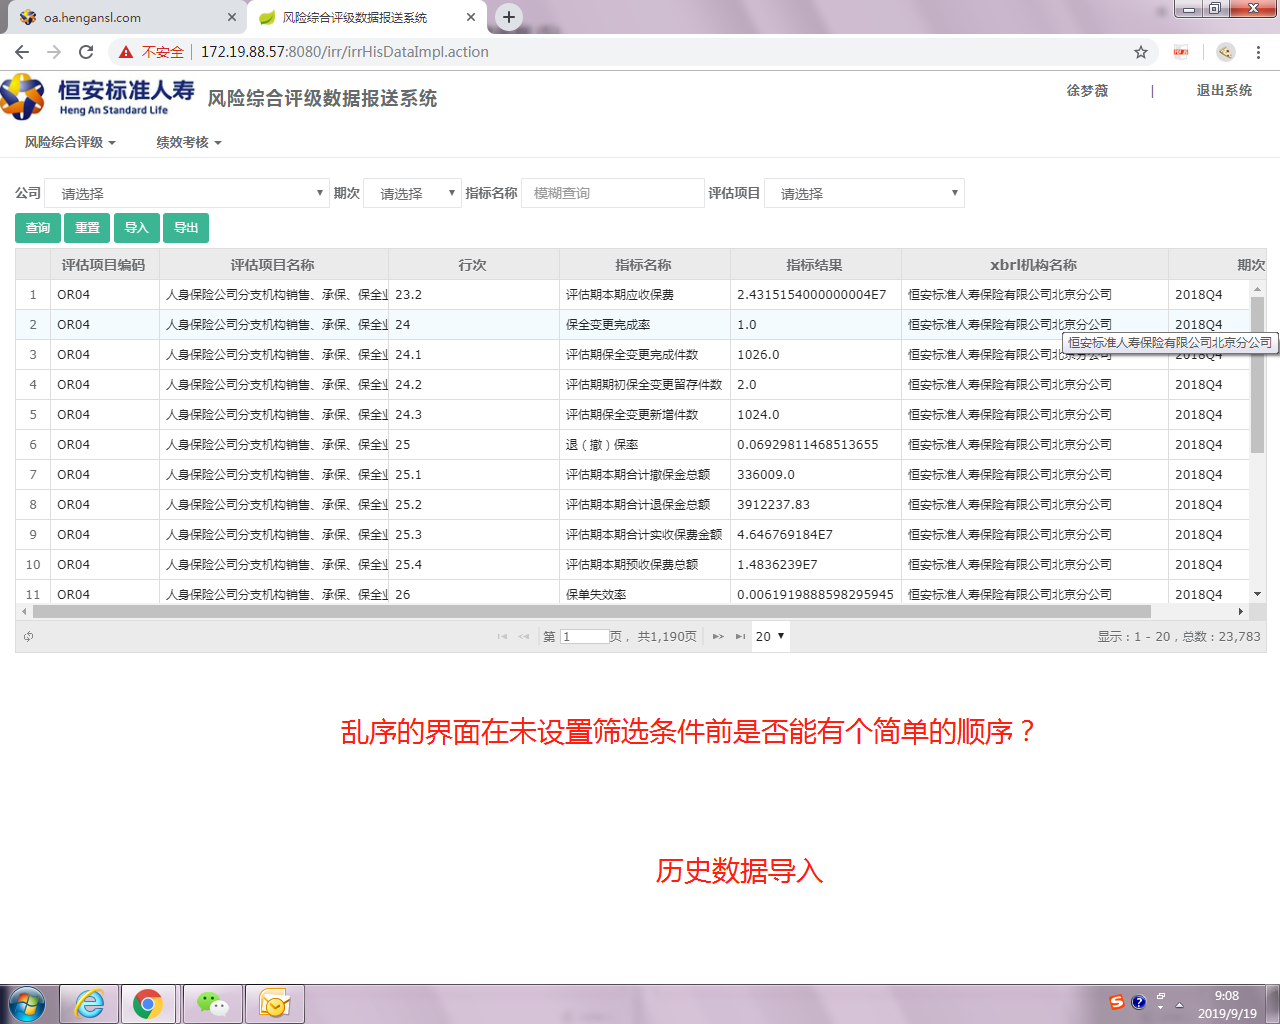 oa.hengansl.com
风险综合评级数据报送系统
不安全 172.19.88.57:8080/irr/irrHisDataImpl.action
恒安标准人寿
Heng An Standard Life
风险综合评级数据报送系统
徐梦薇 | 退出系统
风险综合评级 绩效考核
公司 请选择 期次 请选择 指标名称 模糊查询 评估项目 请选择
查询 重置 导入 导出
评估项目编码 评估项目名称 行次 指标名称 指标结果 xbrl机构名称 期次
1 OR04 人身保险公司分支机构销售、承保、保全业 23.2 评估期本期应收保费 2.4315154000000004E7 恒安标准人寿保险有限公司北京分公司 2018Q4
2 OR04 人身保险公司分支机构销售、承保、保全业 24 保全变更完成率 1.0 恒安标准人寿保险有限公司北京分公司 2018Q4
恒安标准人寿保险有限公司北京分公司
3 OR04 人身保险公司分支机构销售、承保、保全业 24.1 评估期保全变更完成件数 1026.0 恒安标准人寿保险有限公司北京分公司 2018Q4
4 OR04 人身保险公司分支机构销售、承保、保全业 24.2 评估期期初保全变更留存件数 2.0 恒安标准人寿保险有限公司北京分公司 2018Q4
5 OR04 人身保险公司分支机构销售、承保、保全业 24.3 评估期保全变更新增件数 1024.0 恒安标准人寿保险有限公司北京分公司 2018Q4
6 OR04 人身保险公司分支机构销售、承保、保全业 25 退（撤）保率 0.06929811468513655 恒安标准人寿保险有限公司北京分公司 2018Q4
7 OR04 人身保险公司分支机构销售、承保、保全业 25.1 评估期本期合计撤保金总额 336009.0 恒安标准人寿保险有限公司北京分公司 2018Q4
8 OR04 人身保险公司分支机构销售、承保、保全业 25.2 评估期本期合计退保金总额 3912237.83 恒安标准人寿保险有限公司北京分公司 2018Q4
9 OR04 人身保险公司分支机构销售、承保、保全业 25.3 评估期本期合计实收保费金额 4.646769184E7 恒安标准人寿保险有限公司北京分公司 2018Q4
10 OR04 人身保险公司分支机构销售、承保、保全业 25.4 评估期本期预收保费总额 1.4836239E7 恒安标准人寿保险有限公司北京分公司 2018Q4
11 OR04 人身保险公司分支机构销售、承保、保全业 26 保单失效率 0.0061919888598295945 恒安标准人寿保险有限公司北京分公司 2018Q4
第 1 页， 共1,190页 20 显示：1 - 20，总数：23,783
乱序的界面在未设置筛选条件前是否能有个简单的顺序？
历史数据导入
9:08
2019/9/19